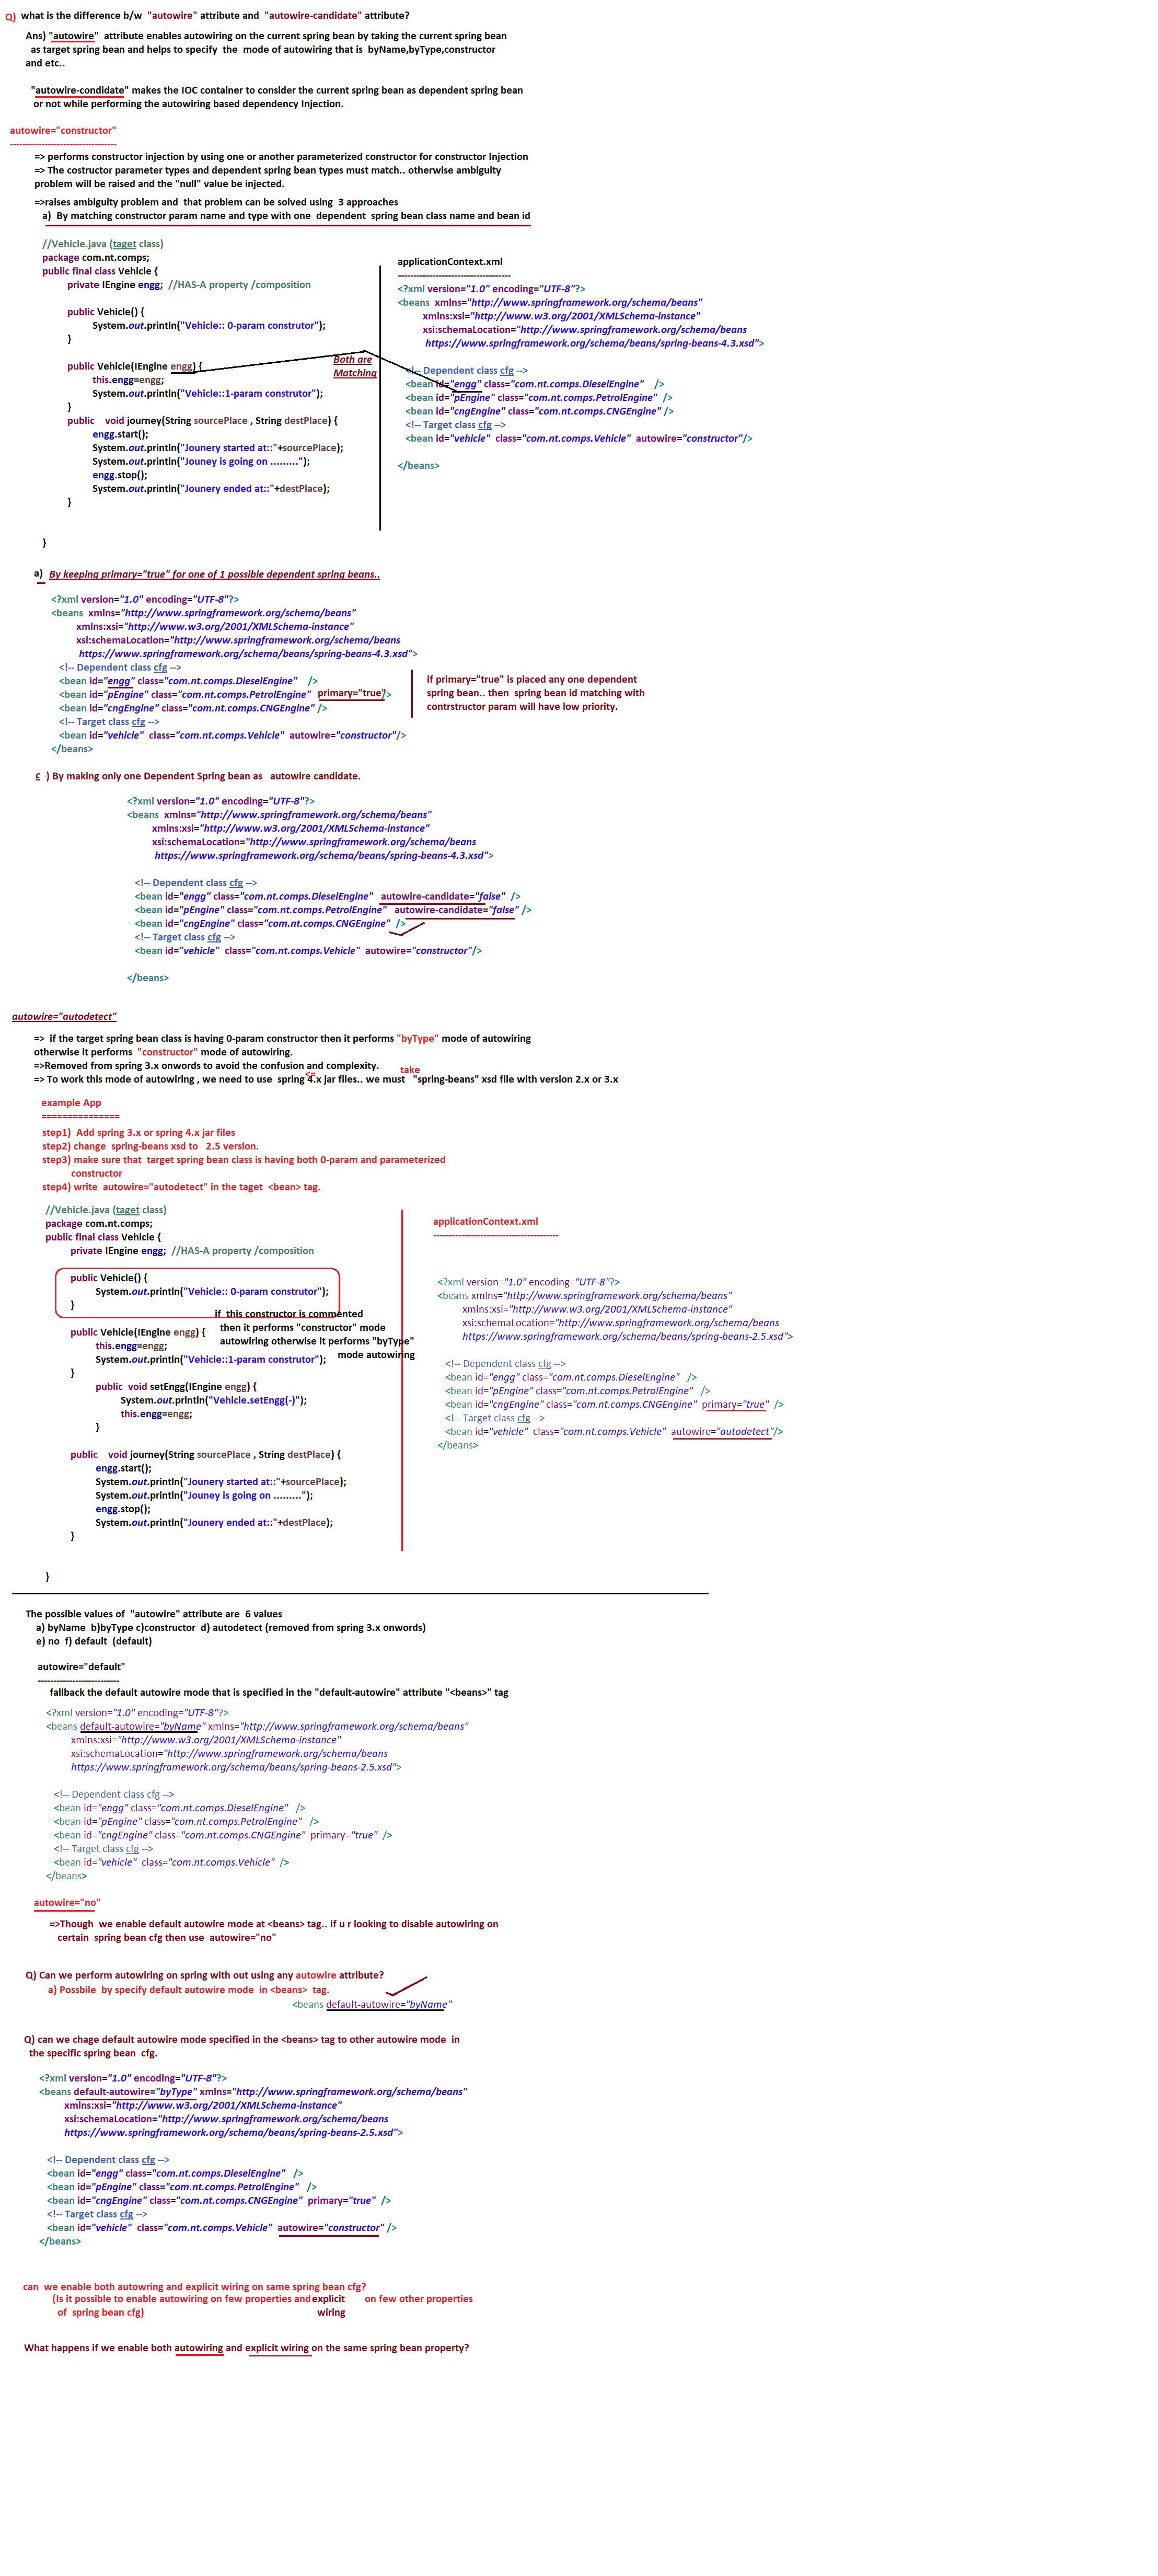 Q) what is the difference b/w "autowire" attribute and "autowire-candidate" attribute?
Ans) "autowire" attribute enables autowiring on the current spring bean by taking the current spring bean
as target spring bean and helps to specify the mode of autowiring that is byName,byType,constructor
and etc..
"autowire-condidate" makes the IOC container to consider the current spring bean as dependent spring bean
or not while performing the autowiring based dependency Injection.
autowire="constructor"
----------------------------------
=> performs constructor injection by using one or another parameterized constructor for constructor Injection
=> The costructor parameter types and dependent spring bean types must match.. otherwise ambiguity
problem will be raised and the "null" value be injected.
=>raises ambiguity problem and that problem can be solved using 3 approaches
a) By matching constructor param name and type with one dependent spring bean class name and bean id
//Vehicle.java (taget class)
package com.nt.comps;
public final class Vehicle {
private IEngine engg; //HAS-A property /composition
public Vehicle() {
System.out.println("Vehicle:: 0-param construtor");
}
public Vehicle(IEngine engg) {
this.engg=engg;
System.out.println("Vehicle::1-param construtor");
}
public void journey(String sourcePlace , String destPlace) {
engg.start();
System.out.println("Jounery started at::"+sourcePlace);
System.out.println("Jouney is going on .........");
engg.stop();
System.out.println("Jounery ended at::"+destPlace);
}
}
Both are
Matching
applicationContext.xml
------------------------------------
<?xml version="1.0" encoding="UTF-8"?>
<beans xmlns="http://www.springframework.org/schema/beans"
xmlns:xsi="http://www.w3.org/2001/XMLSchema-instance"
xsi:schemaLocation="http://www.springframework.org/schema/beans
https://www.springframework.org/schema/beans/spring-beans-4.3.xsd">
<!-- Dependent class cfg -->
<bean id="engg" class="com.nt.comps.DieselEngine" />
<bean id="pEngine" class="com.nt.comps.PetrolEngine" />
<bean id="cngEngine" class="com.nt.comps.CNGEngine" />
<!-- Target class cfg -->
<bean id="vehicle" class="com.nt.comps.Vehicle" autowire="constructor"/>
</beans>
a) By keeping primary="true" for one of 1 possible dependent spring beans..
<?xml version="1.0" encoding="UTF-8"?>
<beans xmlns="http://www.springframework.org/schema/beans"
xmlns:xsi="http://www.w3.org/2001/XMLSchema-instance"
xsi:schemaLocation="http://www.springframework.org/schema/beans
https://www.springframework.org/schema/beans/spring-beans-4.3.xsd">
<!-- Dependent class cfg -->
<bean id="engg" class="com.nt.comps.DieselEngine" />
<bean id="pEngine" class="com.nt.comps.PetrolEngine" primary="true"/>
<bean id="cngEngine" class="com.nt.comps.CNGEngine" />
<!-- Target class cfg -->
<bean id="vehicle" class="com.nt.comps.Vehicle" autowire="constructor"/>
</beans>
if primary="true" is placed any one dependent
spring bean.. then spring bean id matching with
contrstructor param will have low priority.
c ) By making only one Dependent Spring bean as autowire candidate.
<?xml version="1.0" encoding="UTF-8"?>
<beans xmlns="http://www.springframework.org/schema/beans"
xmlns:xsi="http://www.w3.org/2001/XMLSchema-instance"
xsi:schemaLocation="http://www.springframework.org/schema/beans
https://www.springframework.org/schema/beans/spring-beans-4.3.xsd">
<!-- Dependent class cfg -->
<bean id="engg" class="com.nt.comps.DieselEngine" autowire-candidate="false" />
<bean id="pEngine" class="com.nt.comps.PetrolEngine" autowire-candidate="false" />
<bean id="cngEngine" class="com.nt.comps.CNGEngine" />
<!-- Target class cfg -->
<bean id="vehicle" class="com.nt.comps.Vehicle" autowire="constructor"/>
</beans>
autowire="autodetect"
=> if the target spring bean class is having 0-param constructor then it performs "byType" mode of autowiring
otherwise it performs "constructor" mode of autowiring.
=>Removed from spring 3.x onwords to avoid the confusion and complexity.
<= take
=> To work this mode of autowiring , we need to use spring 4.x jar files.. we must "spring-beans" xsd file with version 2.x or 3.x
example App
===============
step1) Add spring 3.x or spring 4.x jar files
step2) change spring-beans xsd to 2.5 version.
step3) make sure that target spring bean class is having both 0-param and parameterized
constructor
step4) write autowire="autodetect" in the taget <bean> tag.
//Vehicle.java (taget class)
package com.nt.comps;
public final class Vehicle {
private IEngine engg; //HAS-A property /composition
public Vehicle() {
System.out.println("Vehicle:: 0-param construtor");
}
if this constructor is commented
then it performs "constructor" mode
autowiring otherwise it performs "byType"
mode autowiring
public Vehicle(IEngine engg) {
this.engg=engg;
System.out.println("Vehicle::1-param construtor");
}
public void setEngg(IEngine engg) {
System.out.println("Vehicle.setEngg(-)");
this.engg=engg;
}
public void journey(String sourcePlace , String destPlace) {
engg.start();
System.out.println("Jounery started at::"+sourcePlace);
System.out.println("Jouney is going on .........");
engg.stop();
System.out.println("Jounery ended at::"+destPlace);
}
}
applicationContext.xml
----------------------------------------
<?xml version="1.0" encoding="UTF-8"?>
<beans xmlns="http://www.springframework.org/schema/beans"
xmlns:xsi="http://www.w3.org/2001/XMLSchema-instance"
xsi:schemaLocation="http://www.springframework.org/schema/beans
https://www.springframework.org/schema/beans/spring-beans-2.5.xsd">
<!-- Dependent class cfg -->
<bean id="engg" class="com.nt.comps.DieselEngine" />
<bean id="pEngine" class="com.nt.comps.PetrolEngine" />
<bean id="cngEngine" class="com.nt.comps.CNGEngine" primary="true" />
<!-- Target class cfg -->
<bean id="vehicle" class="com.nt.comps.Vehicle" autowire="autodetect"/>
</beans>
The possible values of "autowire" attribute are 6 values
a) byName b)byType c)constructor d) autodetect (removed from spring 3.x onwords)
e) no f) default (default)
autowire="default"
--------------------------
fallback the default autowire mode that is specified in the "default-autowire" attribute "<beans>" tag
<?xml version="1.0" encoding="UTF-8"?>
<beans default-autowire="byName" xmlns="http://www.springframework.org/schema/beans"
xmlns:xsi="http://www.w3.org/2001/XMLSchema-instance"
xsi:schemaLocation="http://www.springframework.org/schema/beans
https://www.springframework.org/schema/beans/spring-beans-2.5.xsd">
<!-- Dependent class cfg -->
<bean id="engg" class="com.nt.comps.DieselEngine" />
<bean id="pEngine" class="com.nt.comps.PetrolEngine" />
<bean id="cngEngine" class="com.nt.comps.CNGEngine" primary="true" />
<!-- Target class cfg -->
<bean id="vehicle" class="com.nt.comps.Vehicle" />
</beans>
autowire="no"
=>Though we enable default autowire mode at <beans> tag.. if u r looking to disable autowiring on
certain spring bean cfg then use autowire="no"
Q) Can we perform autowiring on spring with out using any autowire attribute?
a) Possbile by specify default autowire mode in <beans> tag.
<beans default-autowire="byName"
Q) can we chage default autowire mode specified in the <beans> tag to other autowire mode in
the specific spring bean cfg.
<?xml version="1.0" encoding="UTF-8"?>
<beans default-autowire="byType" xmlns="http://www.springframework.org/schema/beans"
xmlns:xsi="http://www.w3.org/2001/XMLSchema-instance"
xsi:schemaLocation="http://www.springframework.org/schema/beans
https://www.springframework.org/schema/beans/spring-beans-2.5.xsd">
<!-- Dependent class cfg -->
<bean id="engg" class="com.nt.comps.DieselEngine" />
<bean id="pEngine" class="com.nt.comps.PetrolEngine" />
<bean id="cngEngine" class="com.nt.comps.CNGEngine" primary="true" />
<!-- Target class cfg -->
<bean id="vehicle" class="com.nt.comps.Vehicle" autowire="constructor" />
</beans>
can we enable both autowring and explicit wiring on same spring bean cfg?
(Is it possible to enable autowiring on few properties and explicit wiring on few other properties
of spring bean cfg)
What happens if we enable both autowiring and explicit wiring on the same spring bean property?